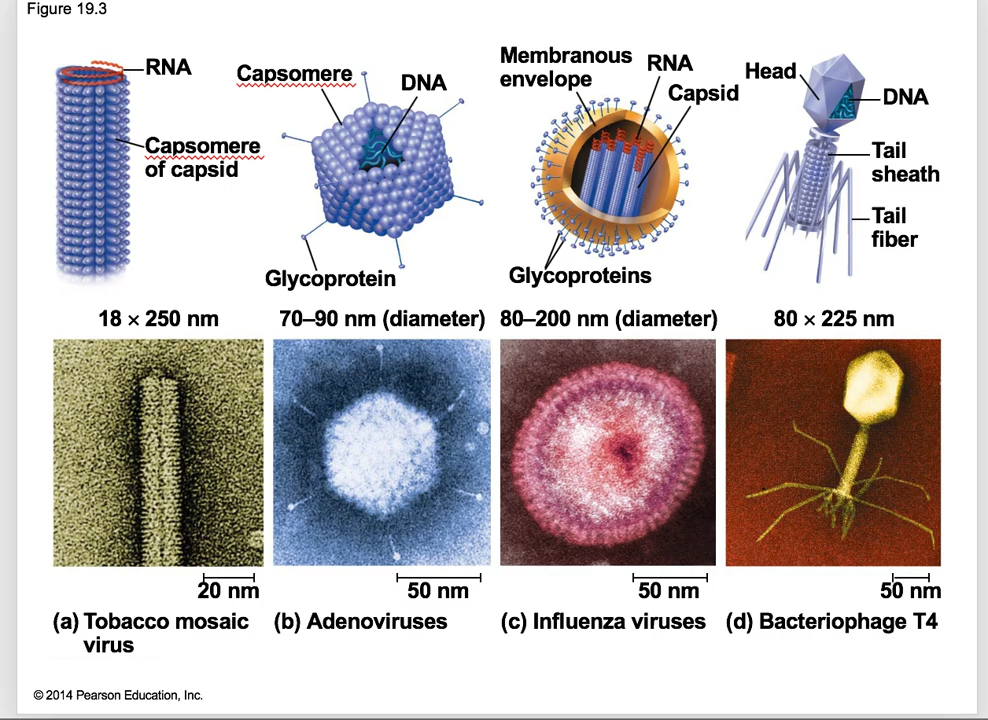 Figure 19.3
RNA
Capsomere
of capsid
Capsomere
DNA
Glycoprotein
Membranous
envelope
RNA
Capsid
Glycoproteins
Head
DNA
Tail
sheath
Tail
fiber
18 × 250 nm
70–90 nm (diameter)
80–200 nm (diameter)
80 × 225 nm
20 nm
50 nm
50 nm
50 nm
(a) Tobacco mosaic
virus
(b) Adenoviruses
(c) Influenza viruses
(d) Bacteriophage T4
© 2014 Pearson Education, Inc.